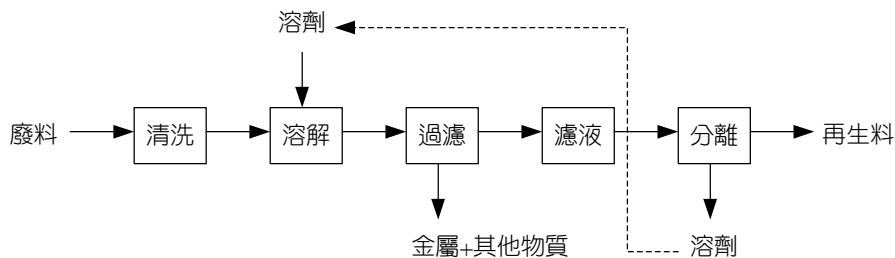 溶劑
廢料 清洗 溶解 過濾 濾液 分離 再生料
金屬+其他物質 溶劑